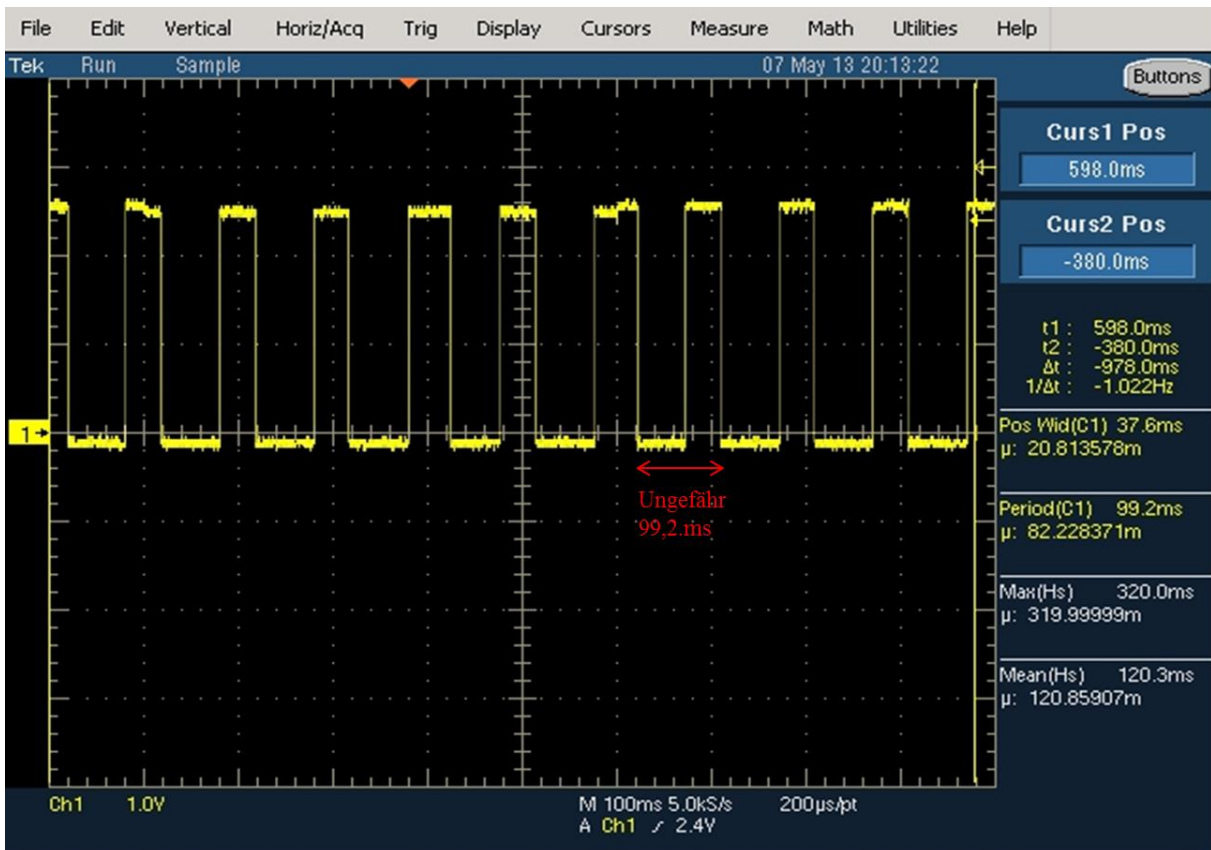 File Edit Vertical Horiz/Acq Trig Display Cursors Measure Math Utilities Help
Tek Run Sample 07 May 13 20:13:22
Buttons
Curs1 Pos
598.0ms
Curs2 Pos
-380.0ms
t1 : 598.0ms
t2 : -380.0ms
Δt : -978.0ms
1/Δt : -1.022Hz
1
Pos Wid(C1) 37.6ms
µ: 20.813578m
Ungefähr
99,2.ms
Period(C1) 99.2ms
µ: 82.228371m
Max(Hs) 320.0ms
µ: 319.99999m
Mean(Hs) 120.3ms
µ: 120.85907m
Ch1 1.0V M 100ms 5.0kS/s 200µs/pt
A Ch1 2.4V